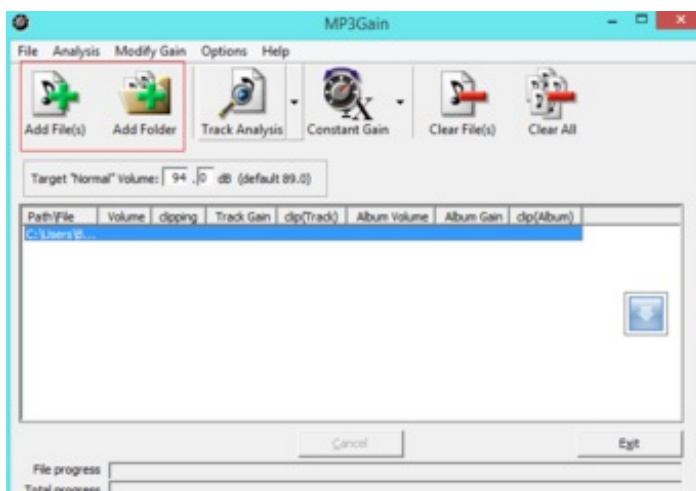 MP3Gain
File Analysis Modify Gain Options Help
Add File(s) Add Folder Track Analysis Constant Gain Clear File(s) Clear All
Target "Normal" Volume: 94 .0 dB (default 89.0)
Path\File Volume clipping Track Gain clip(Track) Album Volume Album Gain clip(Album)
C:\Users\B...
Cancel Exit
File progress
Total progress